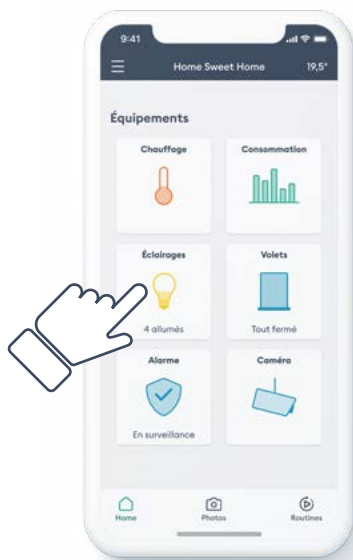 9:41
Home Sweet Home 19,5°
Équipements
Chauffage Consommation
Éclairages Volets
4 allumés Tout fermé
Alarme Caméra
En surveillance
Home Photos Routines